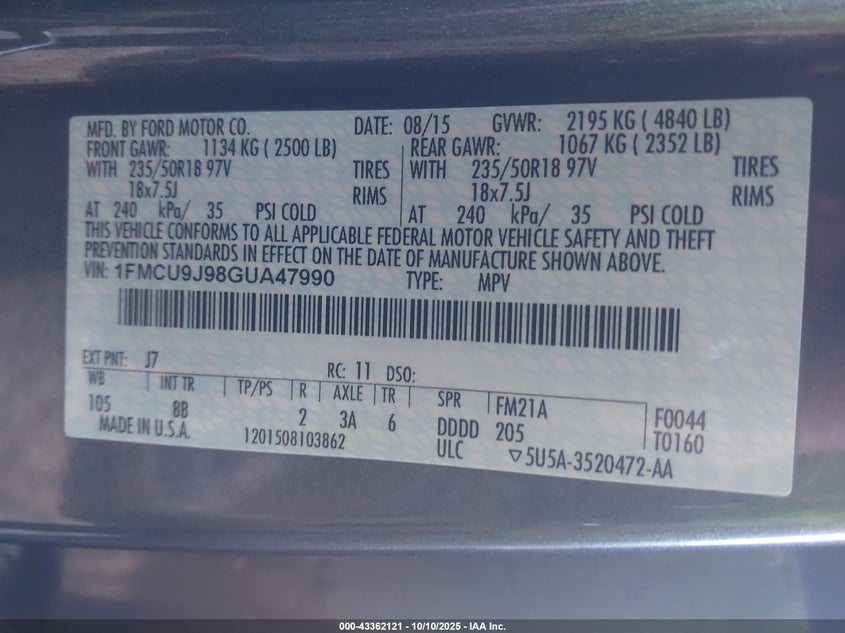 MFD. BY FORD MOTOR CO. DATE: 08/15 GVWR: 2195 KG ( 4840 LB)
FRONT GAWR: 1134 KG ( 2500 LB) REAR GAWR: 1067 KG ( 2352 LB)
WITH 235/50R18 97V TIRES WITH 235/50R18 97V TIRES
18x7.5J RIMS 18x7.5J RIMS
AT 240 kPa/ 35 PSI COLD AT 240 kPa/ 35 PSI COLD
THIS VEHICLE CONFORMS TO ALL APPLICABLE FEDERAL MOTOR VEHICLE SAFETY AND THEFT
PREVENTION STANDARDS IN EFFECT ON THE DATE OF MANUFACTURE SHOWN ABOVE.
VIN: 1FMCU9J98GUA47990 TYPE: MPV
EXT PNT: J7 RC: 11 DSO:
WB INT TR TP/PS R AXLE TR SPR FM21A F0044
105 8B 2 3A 6 DDDD 205 T0160
MADE IN U.S.A. 1201508103862 ULC ▽5U5A-3520472-AA
000-43362121 - 10/10/2025 - IAA Inc.